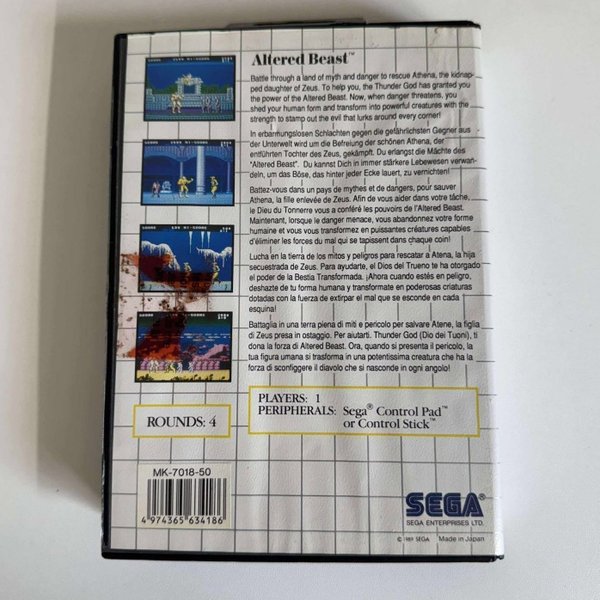 Altered Beast™
Battle through a land of myth and danger to rescue Athena, the kidnap-
ped daughter of Zeus. To help you, the Thunder God has granted you
the power of the Altered Beast. Now, when danger threatens, you
shed your human form and transform into powerful creatures with the
strength to stamp out the evil that lurks around every corner!
In erbarmungslosen Schlachten gegen die gefährlichsten Gegner aus
der Unterwelt wird um die Befreiung der schönen Athena, der
entführten Tochter des Zeus, gekämpft. Du erlangst die Mächte des
"Altered Beast". Du kannst Dich in immer stärkere Lebewesen verwan-
deln, um das Böse, das hinter jeder Ecke lauert, zu vernichten!
Battez-vous dans un pays de mythes et de dangers, pour sauver
Athena, la fille enlevée de Zeus. Afin de vous aider dans votre tâche,
le Dieu du Tonnerre vous a conféré les pouvoirs de l'Altered Beast.
Maintenant, lorsque le danger menace, vous abandonnez votre forme
humaine et vous vous transformez en puissantes créatures capables
d'éliminer les forces du mal qui se tapissent dans chaque coin!
Lucha en la tierra de los mitos y peligros para rescatar a Atena, la hija
secuestrada de Zeus. Para ayudarte, el Dios del Trueno te ha otorgado
el poder de la Bestia Transformada. ¡Ahora cuando estés en peligro,
deshazte de tu forma humana y transformate en poderosas criaturas
dotadas con la fuerza de extirpar el mal que se esconde en cada
esquina!
Battaglia in una terra piena di miti e pericolo per salvare Atene, la figlia
di Zeus presa in ostaggio. Per aiutarti. Thunder God (Dio dei Tuoni), ti
dona la forza di Altered Beast. Ora, quando si presenta il pericolo, la
tua figura umana si trasforma in una potentissima creatura che ha la
forza di sconfiggere il diavolo che si nasconde in ogni angolo!
ROUNDS: 4
PLAYERS: 1
PERIPHERALS: Sega® Control Pad™
or Control Stick™
MK-7018-50
4 974365 634186
SEGA®
SEGA ENTERPRISES LTD.
© 1989 SEGA Made in Japan